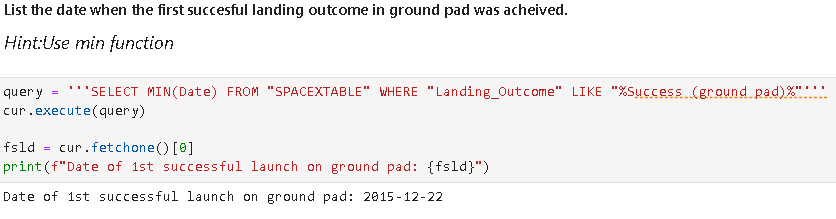 List the date when the first succesful landing outcome in ground pad was acheived.
Hint:Use min function
query = '''SELECT MIN(Date) FROM "SPACEXTABLE" WHERE "Landing_Outcome" LIKE "%Success (ground pad)%"'''
cur.execute(query)
fsld = cur.fetchone()[0]
print(f"Date of 1st successful launch on ground pad: {fsld}")
Date of 1st successful launch on ground pad: 2015-12-22